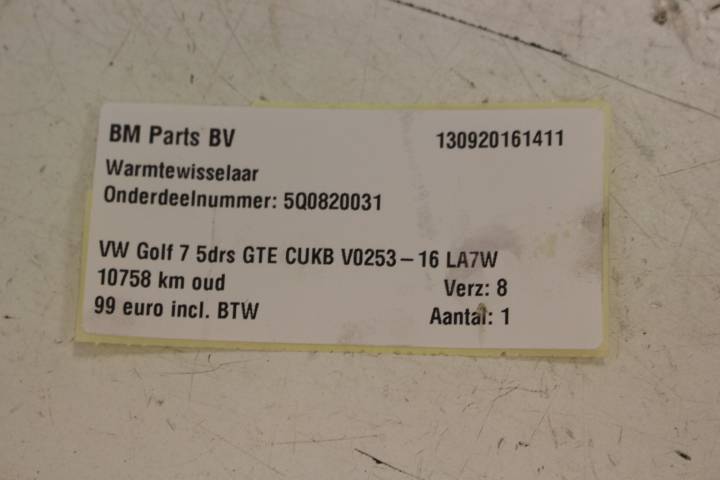 BM Parts BV 130920161411
Warmtewisselaar
Onderdeelnummer: 5Q0820031
VW Golf 7 5drs GTE CUKB V0253-16 LA7W
10758 km oud Verz: 8
99 euro incl. BTW Aantal: 1